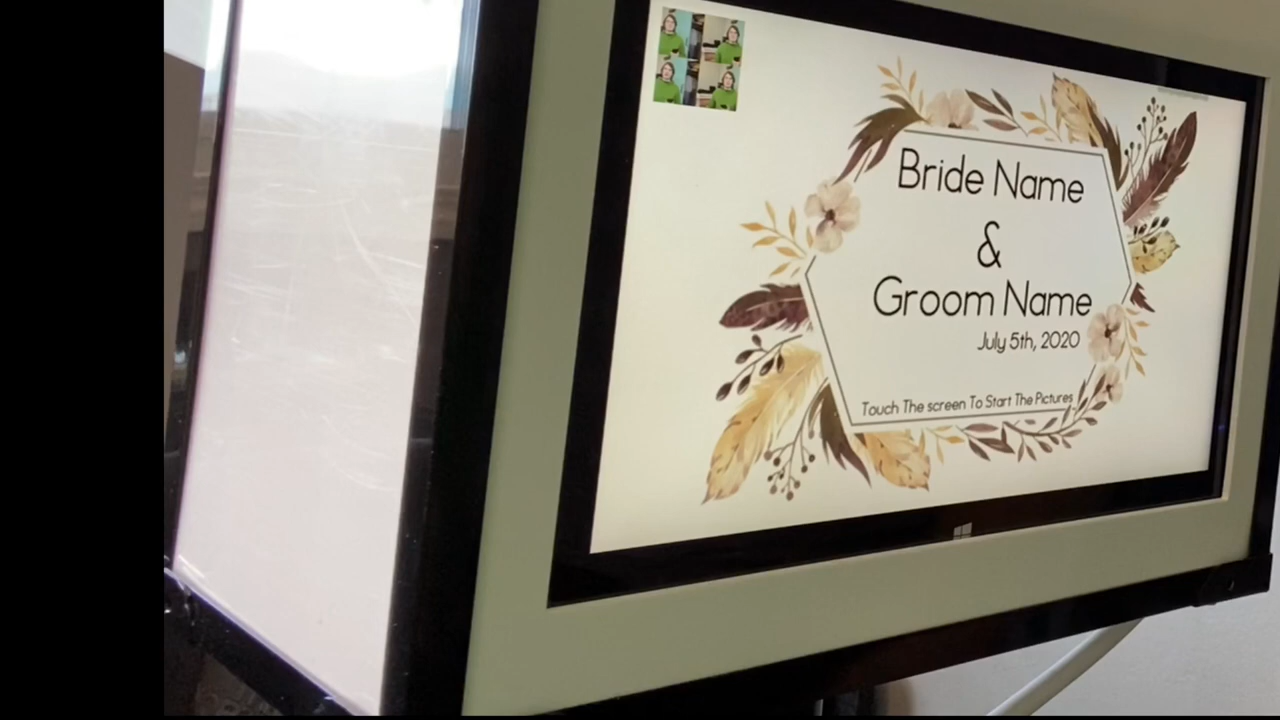 Bride Name
&
Groom Name
July 5th, 2020
Touch The screen To Start The Pictures